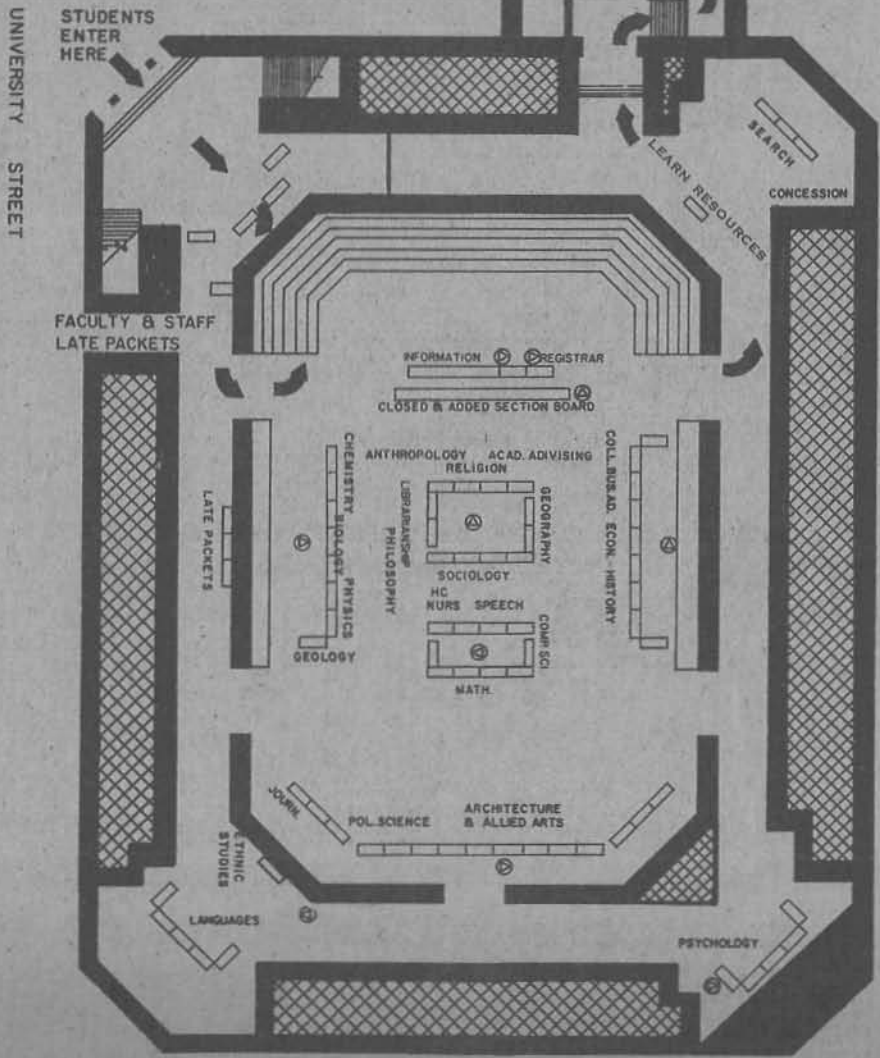 UNIVERSITY STREET
STUDENTS
ENTER
HERE
SEARCH
LEARN RESOURCES
CONCESSION
FACULTY & STAFF
LATE PACKETS
INFORMATION
REGISTRAR
CLOSED & ADDED SECTION BOARD
ANTHROPOLOGY
ACAD. ADIVISING
RELIGION
CHEMISTRY BIOLOGY PHYSICS
LIBRARIANSHIP
PHILOSOPHY
GEOGRAPHY
COLL. BUS. AD. ECON. HISTORY
LATE PACKETS
SOCIOLOGY
HC
NURS SPEECH
COMP. SCI.
GEOLOGY
MATH.
JOURN.
POL. SCIENCE
ARCHITECTURE
& ALLIED ARTS
ETHNIC
STUDIES
LANGUAGES
PSYCHOLOGY